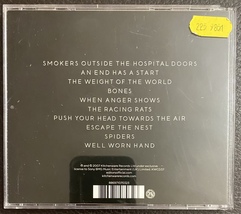 SMOKERS OUTSIDE THE HOSPITAL DOORS
AN END HAS A START
THE WEIGHT OF THE WORLD
BONES
WHEN ANGER SHOWS
THE RACING RATS
PUSH YOUR HEAD TOWARDS THE AIR
ESCAPE THE NEST
SPIDERS
WELL WORN HAND